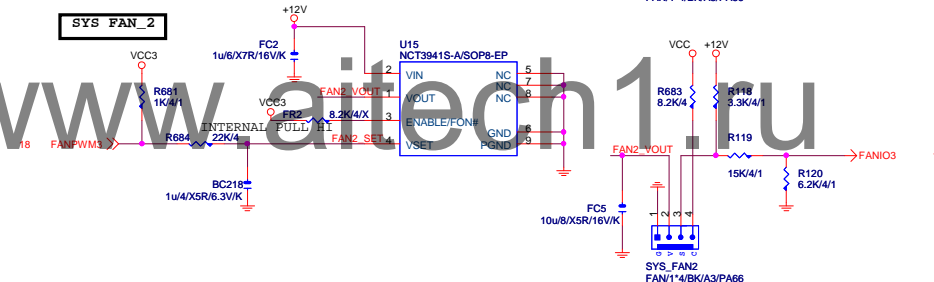 SYS FAN_2
+12V
FC2
1u/6/X7R/16V/K
VCC3
R681
1K/4/1
18 FANPWM3
R684 22K/4
BC218
1u/4/X5R/6.3V/K
VCC3
INTERNAL PULL HI
FR2 8.2K/4/X
FAN2_VOUT
FAN2_SET
U15
NCT3941S-A/SOP8-EP
2 VIN NC 5
NC 7
1 VOUT NC 8
3 ENABLE/FON#
GND 6
4 VSET PGND 9
VCC +12V
R683
8.2K/4
R118
3.3K/4/1
FAN2_VOUT
R119
15K/4/1
FANIO3
R120
6.2K/4/1
FC5
10u/8/X5R/16V/K
1 2 3 4
G V S C
SYS_FAN2
FAN/1*4/BK/A3/PA66
www.aitech1.ru